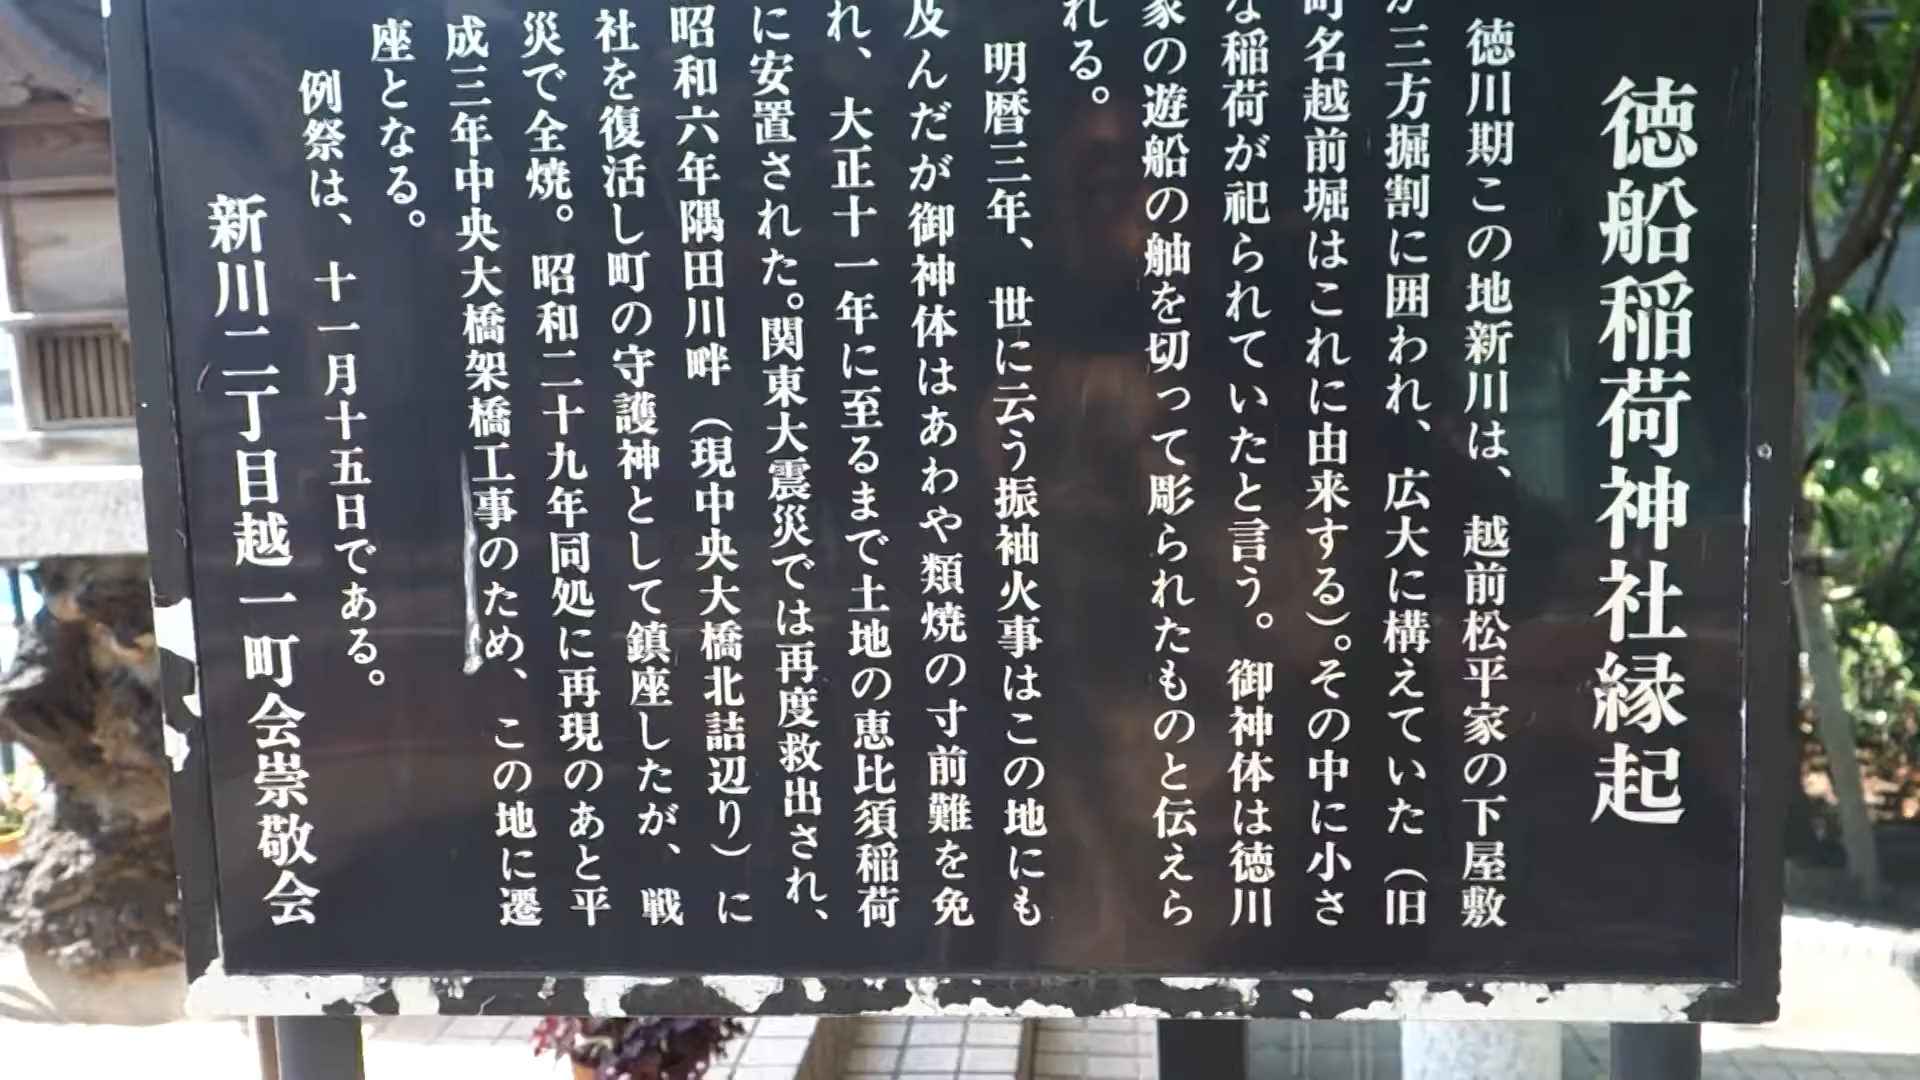 徳船稲荷神社縁起
徳川期この地新川は、越前松平家の下屋敷
が三方掘割に囲われ、広大に構えていた（旧
町名越前堀はこれに由来する）。その中に小さ
な稲荷が祀られていたと言う。御神体は徳川
家の遊船の舳を切って彫られたものと伝えら
れる。
明暦三年、世に云う振袖火事はこの地にも
及んだが御神体はあわや類焼の寸前難を免
れ、大正十一年に至るまで土地の恵比須稲荷
に安置された。関東大震災では再度救出され、
昭和六年隅田川畔（現中央大橋北詰辺り）に
社を復活し町の守護神として鎮座したが、戦
災で全焼。昭和二十九年同処に再現のあと平
成三年中央大橋架橋工事のため、この地に遷
座となる。
例祭は、十一月十五日である。
新川二丁目越一町会崇敬会